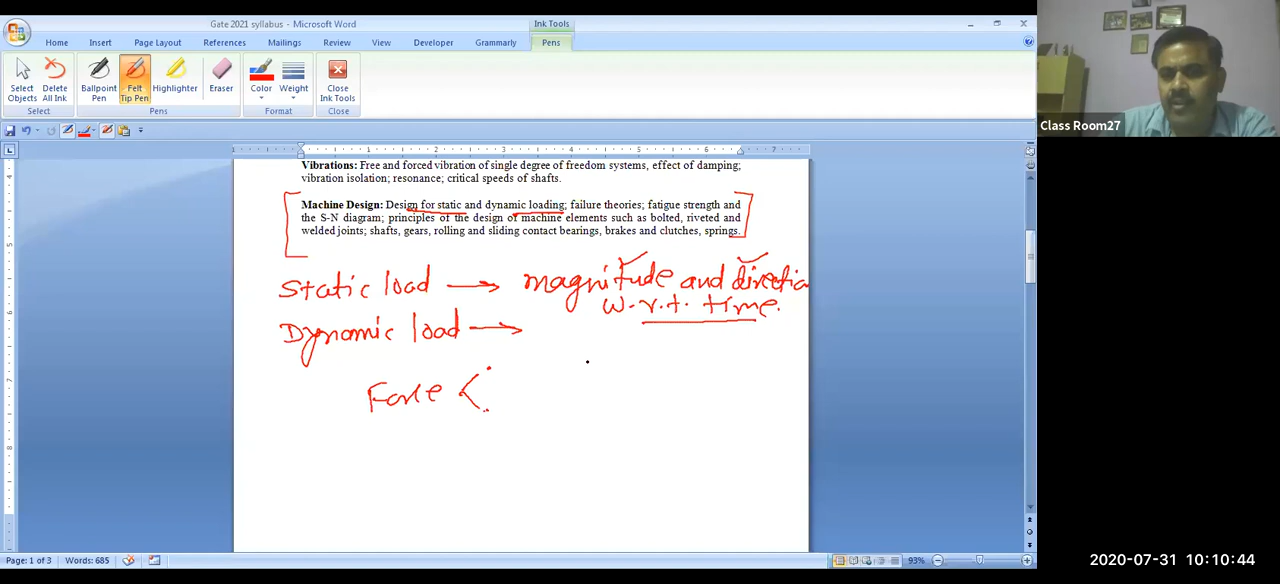 Gate 2021 syllabus - Microsoft Word
Ink Tools
Home Insert Page Layout References Mailings Review View Developer Grammarly Pens
Select Objects
Delete All Ink
Ballpoint Pen
Felt Tip Pen
Highlighter
Eraser
Color
Weight
Close Ink Tools
Select Pens Format Close
Class Room27
Vibrations: Free and forced vibration of single degree of freedom systems, effect of damping;
vibration isolation; resonance; critical speeds of shafts.
Machine Design: Design for static and dynamic loading; failure theories; fatigue strength and
the S-N diagram; principles of the design of machine elements such as bolted, riveted and
welded joints; shafts, gears, rolling and sliding contact bearings, brakes and clutches, springs.
Static load → magnitude and directio
w.r.t. time.
Dynamic load →
Force <
Page: 1 of 3 Words: 685 93%
2020-07-31 10:10:44